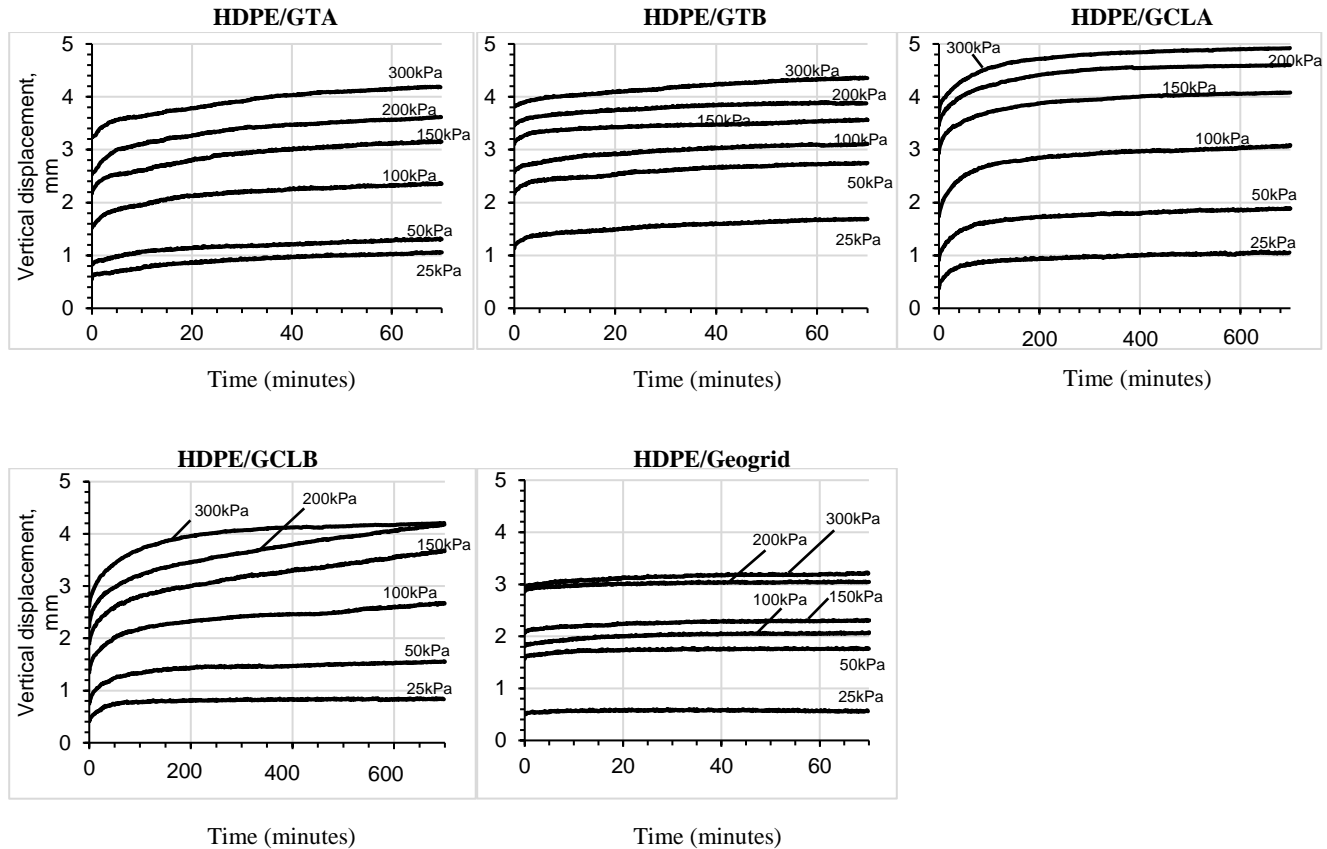 HDPE/GTA
Vertical displacement,
mm
5
4
3
2
1
0
300kPa
200kPa
150kPa
100kPa
50kPa
25kPa
0
20
40
60
Time (minutes)
HDPE/GTB
5
4
3
2
1
0
300kPa
200kPa
150kPa
100kPa
50kPa
25kPa
0
20
40
60
Time (minutes)
HDPE/GCLA
5
4
3
2
1
0
300kPa
200kPa
150kPa
100kPa
50kPa
25kPa
0
200
400
600
Time (minutes)
HDPE/GCLB
Vertical displacement,
mm
5
4
3
2
1
0
200kPa
300kPa
150kPa
100kPa
50kPa
25kPa
0
200
400
600
Time (minutes)
HDPE/Geogrid
5
4
3
2
1
0
300kPa
200kPa
100kPa
150kPa
50kPa
25kPa
0
20
40
60
Time (minutes)